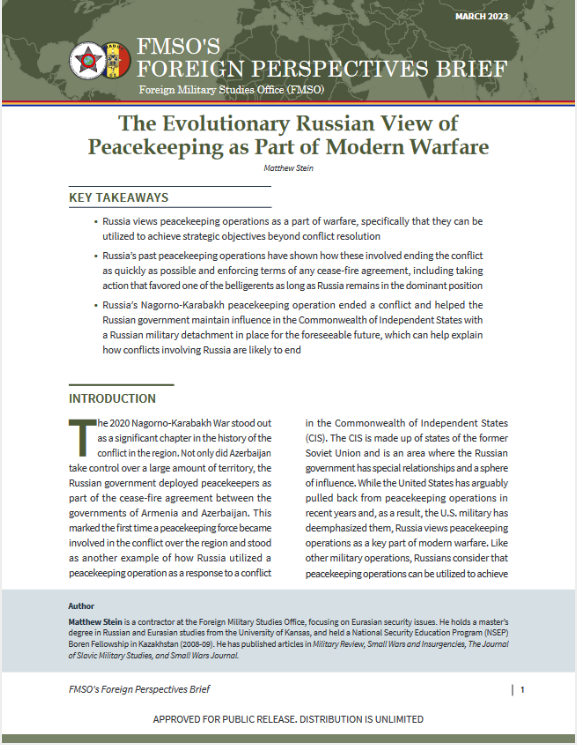 MARCH 2023
FMSO'S
FOREIGN PERSPECTIVES BRIEF
Foreign Military Studies Office (FMSO)
The Evolutionary Russian View of
Peacekeeping as Part of Modern Warfare
Matthew Stein
KEY TAKEAWAYS
▪ Russia views peacekeeping operations as a part of warfare, specifically that they can be
utilized to achieve strategic objectives beyond conflict resolution
▪ Russia's past peacekeeping operations have shown how these involved ending the conflict
as quickly as possible and enforcing terms of any cease-fire agreement, including taking
action that favored one of the belligerents as long as Russia remains in the dominant position
▪ Russia's Nagorno-Karabakh peacekeeping operation ended a conflict and helped the
Russian government maintain influence in the Commonwealth of Independent States with
a Russian military detachment in place for the foreseeable future, which can help explain
how conflicts involving Russia are likely to end
INTRODUCTION
The 2020 Nagorno-Karabakh War stood out
as a significant chapter in the history of the
conflict in the region. Not only did Azerbaijan
take control over a large amount of territory, the
Russian government deployed peacekeepers as
part of the cease-fire agreement between the
governments of Armenia and Azerbaijan. This
marked the first time a peacekeeping force became
involved in the conflict over the region and stood
as another example of how Russia utilized a
peacekeeping operation as a response to a conflict
in the Commonwealth of Independent States
(CIS). The CIS is made up of states of the former
Soviet Union and is an area where the Russian
government has special relationships and a sphere
of influence. While the United States has arguably
pulled back from peacekeeping operations in
recent years and, as a result, the U.S. military has
deemphasized them, Russia views peacekeeping
operations as a key part of modern warfare. Like
other military operations, Russians consider that
peacekeeping operations can be utilized to achieve
Author
Matthew Stein is a contractor at the Foreign Military Studies Office, focusing on Eurasian security issues. He holds a master's
degree in Russian and Eurasian studies from the University of Kansas, and held a National Security Education Program (NSEP)
Boren Fellowship in Kazakhstan (2008-09). He has published articles in Military Review, Small Wars and Insurgencies, The Journal
of Slavic Military Studies, and Small Wars Journal.
FMSO's Foreign Perspectives Brief | 1
APPROVED FOR PUBLIC RELEASE. DISTRIBUTION IS UNLIMITED